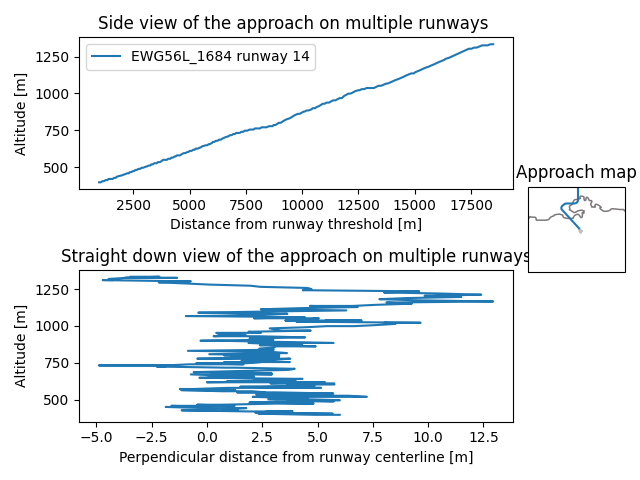 Side view of the approach on multiple runways
EWG56L_1684 runway 14
Altitude [m]
1250
1000
750
500
2500
5000
7500
10000
12500
15000
17500
Distance from runway threshold [m]
Approach map
Straight down view of the approach on multiple runways
Altitude [m]
1250
1000
750
500
−5.0
−2.5
0.0
2.5
5.0
7.5
10.0
12.5
Perpendicular distance from runway centerline [m]